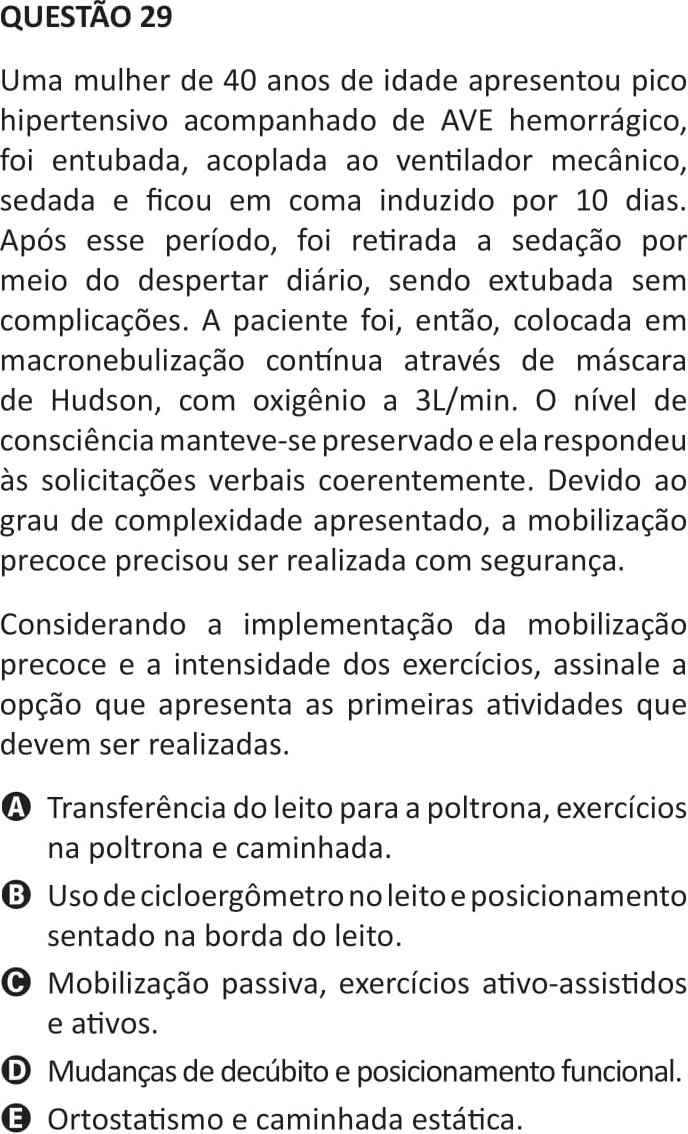 QUESTÃO 29
Uma mulher de 40 anos de idade apresentou pico
hipertensivo acompanhado de AVE hemorrágico,
foi entubada, acoplada ao ventilador mecânico,
sedada e ficou em coma induzido por 10 dias.
Após esse período, foi retirada a sedação por
meio do despertar diário, sendo extubada sem
complicações. A paciente foi, então, colocada em
macronebulização contínua através de máscara
de Hudson, com oxigênio a 3L/min. O nível de
consciência manteve-se preservado e ela respondeu
às solicitações verbais coerentemente. Devido ao
grau de complexidade apresentado, a mobilização
precoce precisou ser realizada com segurança.
Considerando a implementação da mobilização
precoce e a intensidade dos exercícios, assinale a
opção que apresenta as primeiras atividades que
devem ser realizadas.
A Transferência do leito para a poltrona, exercícios
na poltrona e caminhada.
B Uso de cicloergômetro no leito e posicionamento
sentado na borda do leito.
C Mobilização passiva, exercícios ativo-assistidos
e ativos.
D Mudanças de decúbito e posicionamento funcional.
E Ortostatismo e caminhada estática.